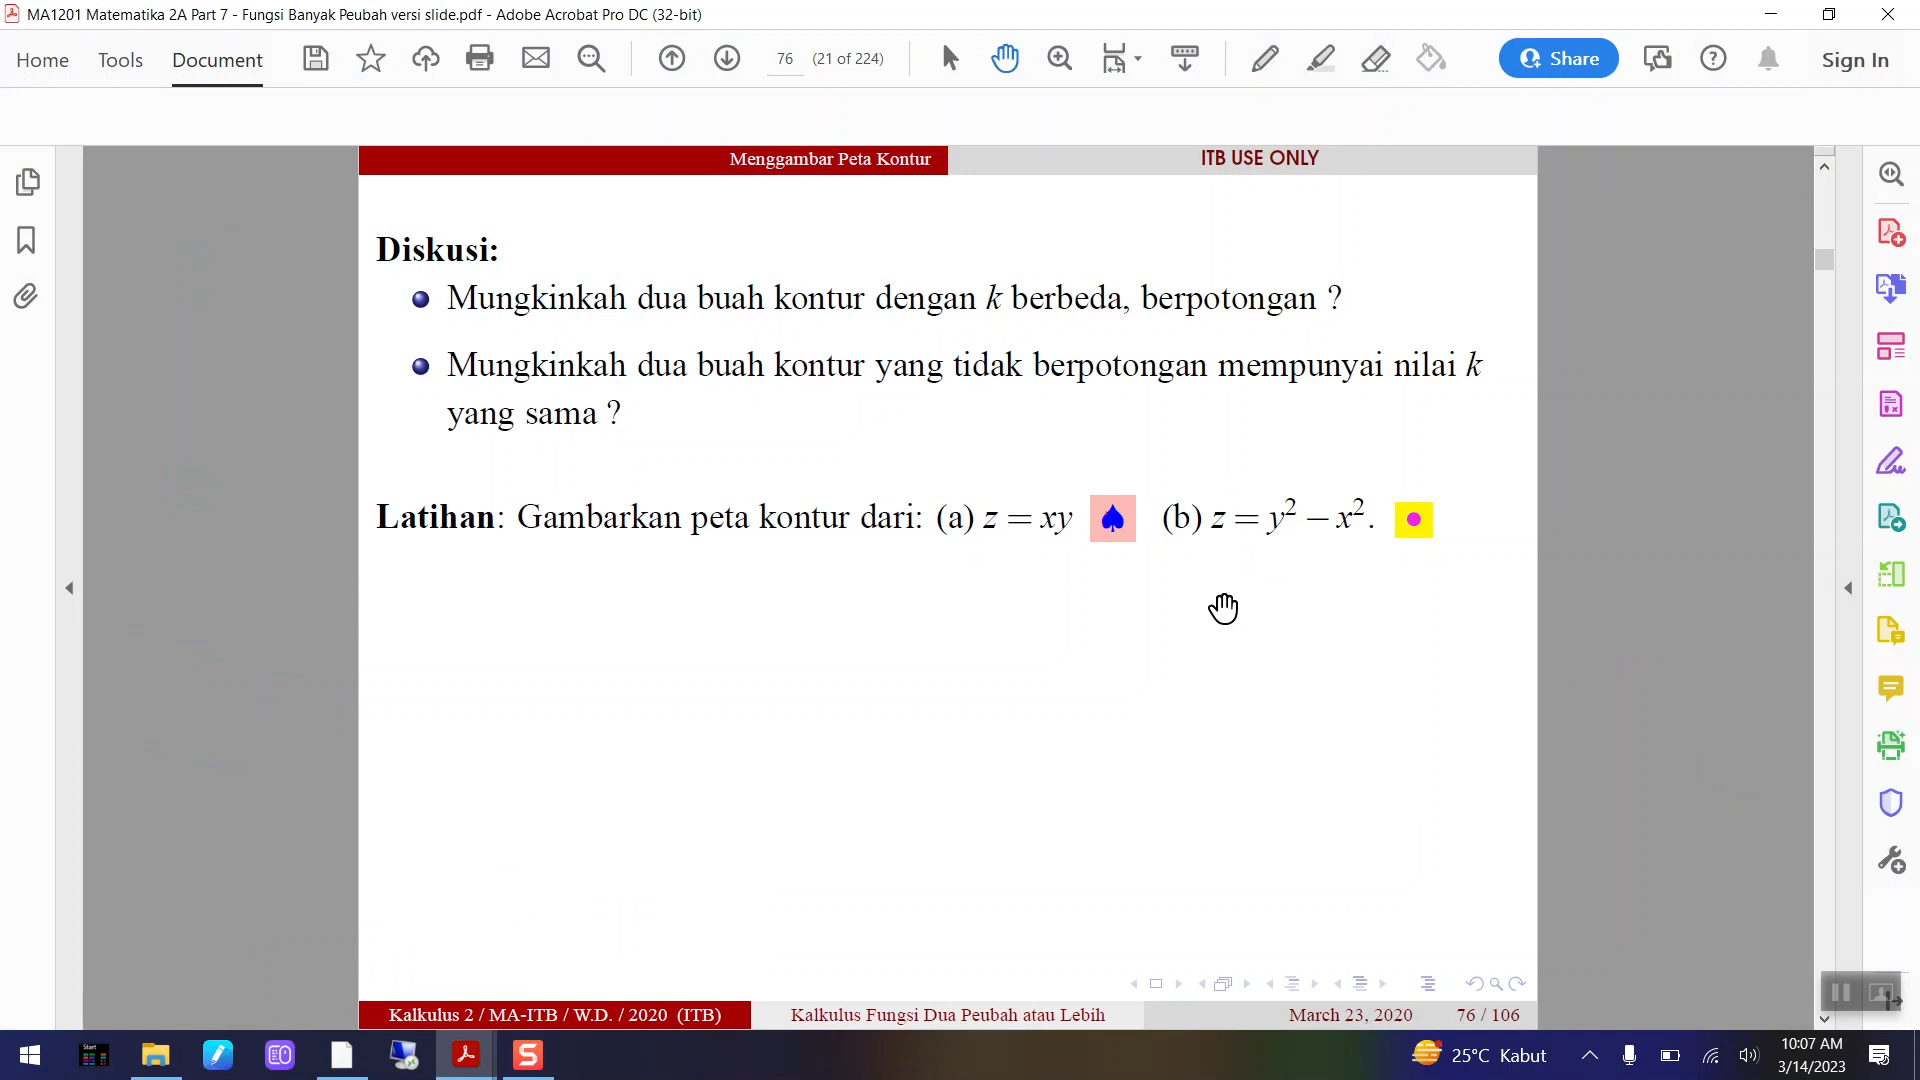 MA1201 Matematika 2A Part 7 - Fungsi Banyak Peubah versi slide.pdf - Adobe Acrobat Pro DC (32-bit)
Home Tools Document 76 (21 of 224) Share Sign In
Menggambar Peta Kontur ITB USE ONLY
Diskusi:
Mungkinkah dua buah kontur dengan k berbeda, berpotongan ?
Mungkinkah dua buah kontur yang tidak berpotongan mempunyai nilai k
yang sama ?
Latihan: Gambarkan peta kontur dari: (a) z = xy ♠ (b) z = y² − x². •
Kalkulus 2 / MA-ITB / W.D. / 2020 (ITB) Kalkulus Fungsi Dua Peubah atau Lebih March 23, 2020 76 / 106
Start
25°C Kabut
10:07 AM
3/14/2023